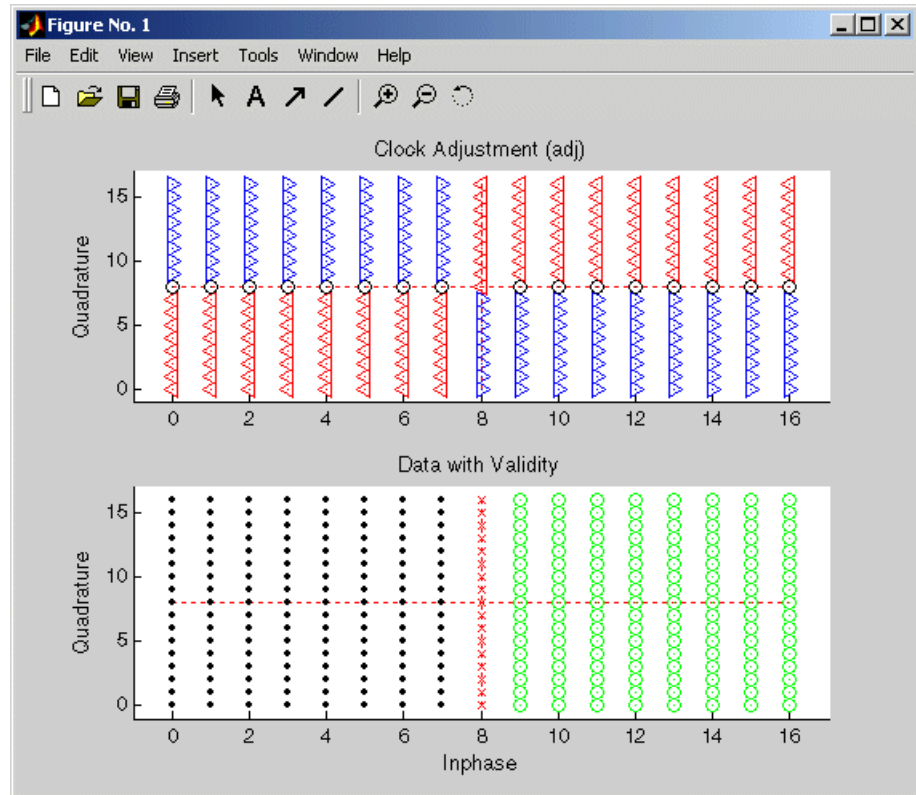 Figure No. 1
File Edit View Insert Tools Window Help
A
Clock Adjustment (adj)
Quadrature
15
10
5
0
0 2 4 6 8 10 12 14 16
Data with Validity
Quadrature
15
10
5
0
0 2 4 6 8 10 12 14 16
Inphase